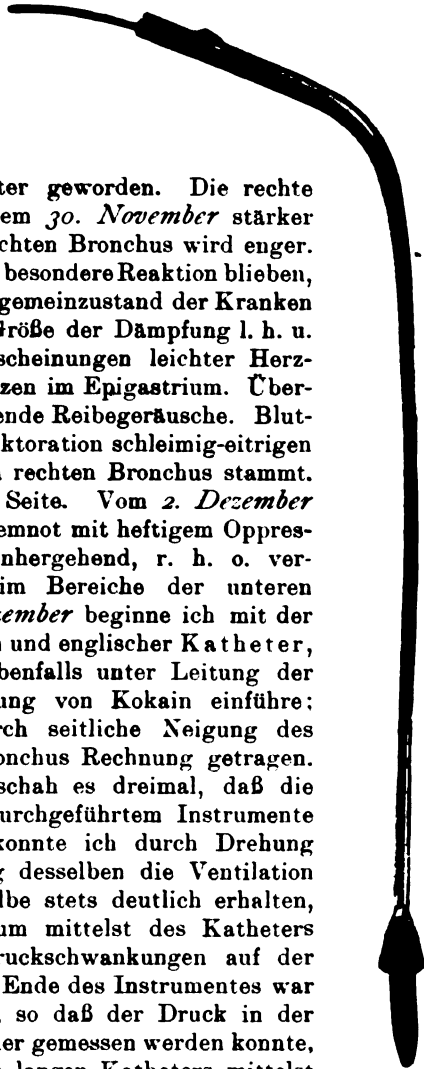 ter geworden. Die rechte
em 30. November stärker
chten Bronchus wird enger.
besondere Reaktion blieben,
gemeinzustand der Kranken
röße der Dämpfung l. h. u.
scheinungen leichter Herz-
zen im Epigastrium. Über-
ende Reibegeräusche. Blut-
ktoration schleimig-eitrigen
rechten Bronchus stammt.
Seite. Vom 2. Dezember
emnot mit heftigem Oppres-
nhergehend, r. h. o. ver-
im Bereiche der unteren
zember beginne ich mit der
und englischer Katheter,
benfalls unter Leitung der
ung von Kokain einführe;
rch seitliche Neigung des
onchus Rechnung getragen.
schah es dreimal, daß die
urchgeführtem Instrumente
konnte ich durch Drehung
g desselben die Ventilation
lbe stets deutlich erhalten,
um mittelst des Katheters
ruckschwankungen auf der
Ende des Instrumentes war
so daß der Druck in der
er gemessen werden konnte,
langen Katheters mittelst